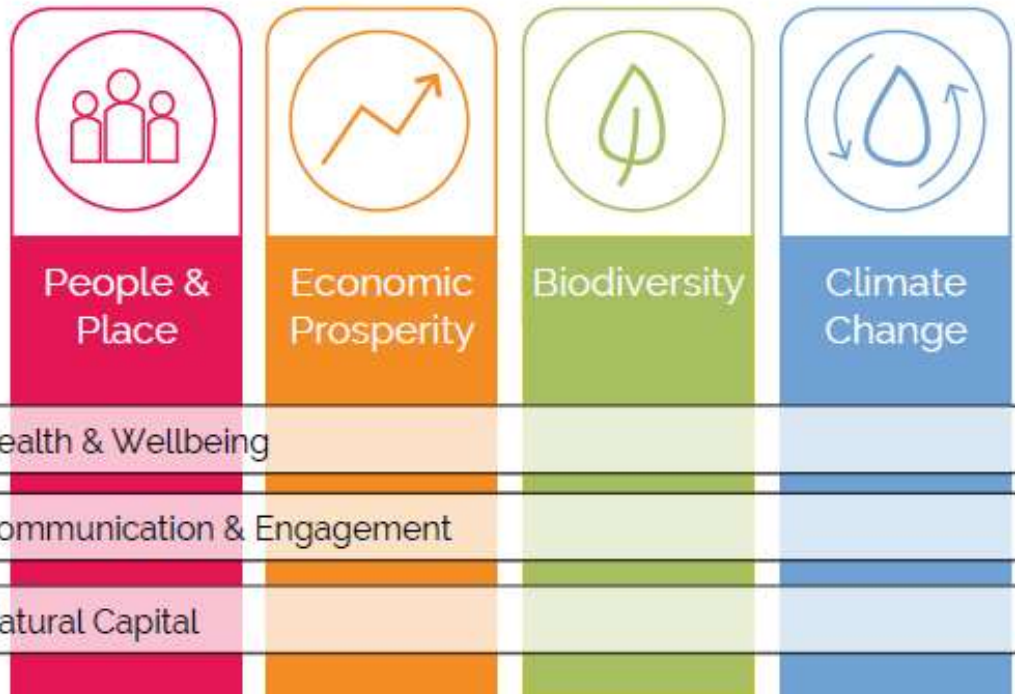 People &
Place
Economic
Prosperity
Biodiversity
Climate
Change
ealth & Wellbeing
ommunication & Engagement
atural Capital